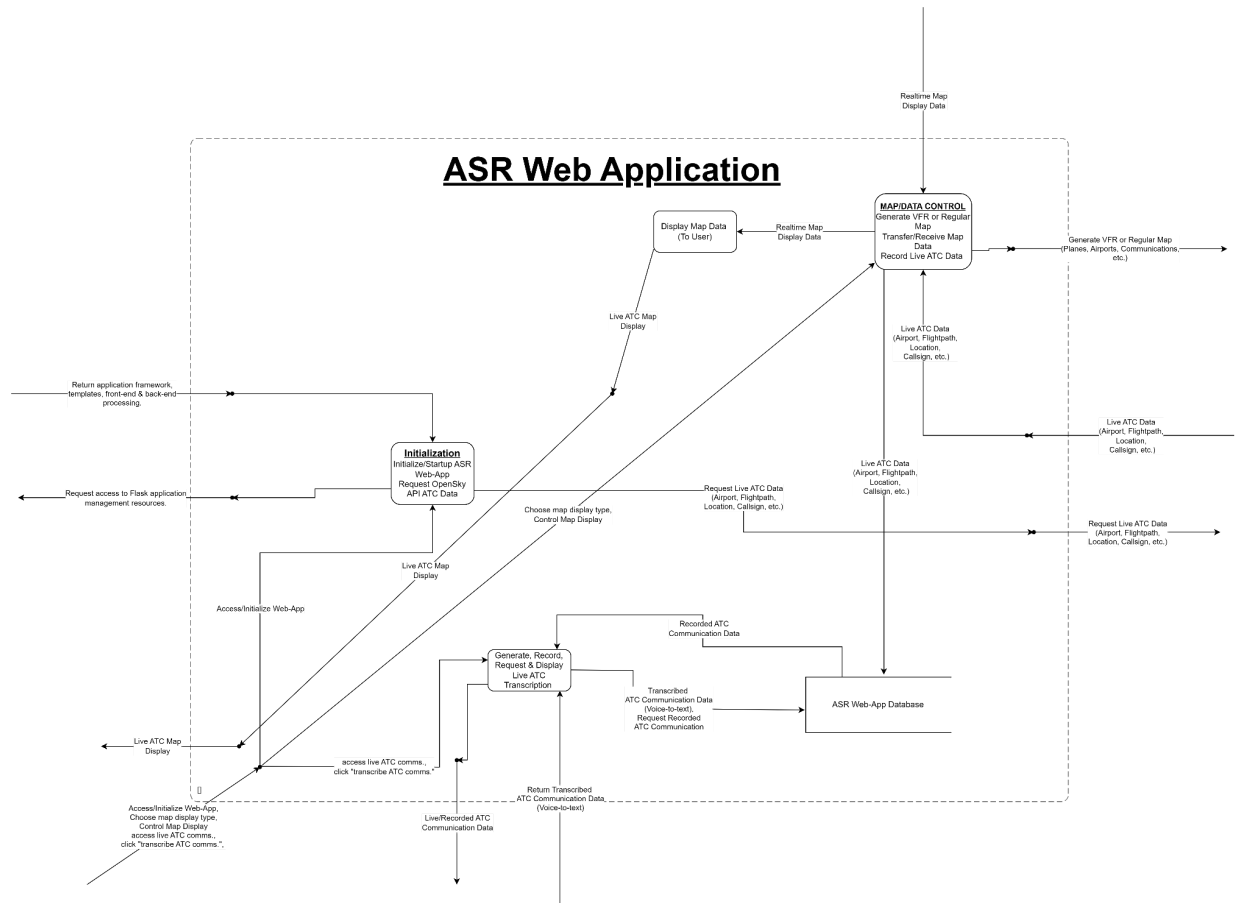 Realtime Map
Display Data
ASR Web Application
MAP/DATA CONTROL
Generate VFR or Regular
Map
Transfer/Receive Map
Data
Record Live ATC Data
Display Map Data
(To User)
Realtime Map
Display Data
Generate VFR or Regular Map
(Planes, Airports, Communications,
etc.)
Live ATC Map
Display
Live ATC Data
(Airport, Flightpath,
Location,
Callsign, etc.)
Return application framework,
templates, front-end & back-end
processing.
Live ATC Data
(Airport, Flightpath,
Location,
Callsign, etc.)
Initialization
Initialize/Startup ASR
Web-App
Request OpenSky
API ATC Data
Live ATC Data
(Airport, Flightpath,
Location,
Callsign, etc.)
Request access to Flask application
management resources.
Request Live ATC Data
(Airport, Flightpath,
Location, Callsign, etc.)
Choose map display type,
Control Map Display
Request Live ATC Data
(Airport, Flightpath,
Location, Callsign, etc.)
Live ATC Map
Display
Access/Initialize Web-App
Recorded ATC
Communication Data
Generate, Record,
Request & Display
Live ATC
Transcription
Transcribed
ATC Communication Data
(Voice-to-text),
Request Recorded
ATC Communication
ASR Web-App Database
Live ATC Map
Display
access live ATC comms.,
click "transcribe ATC comms."
[]
Return Transcribed
ATC Communication Data
(Voice-to-text)
Access/Initialize Web-App,
Choose map display type,
Control Map Display
access live ATC comms.,
click "transcribe ATC comms.",
Live/Recorded ATC
Communication Data